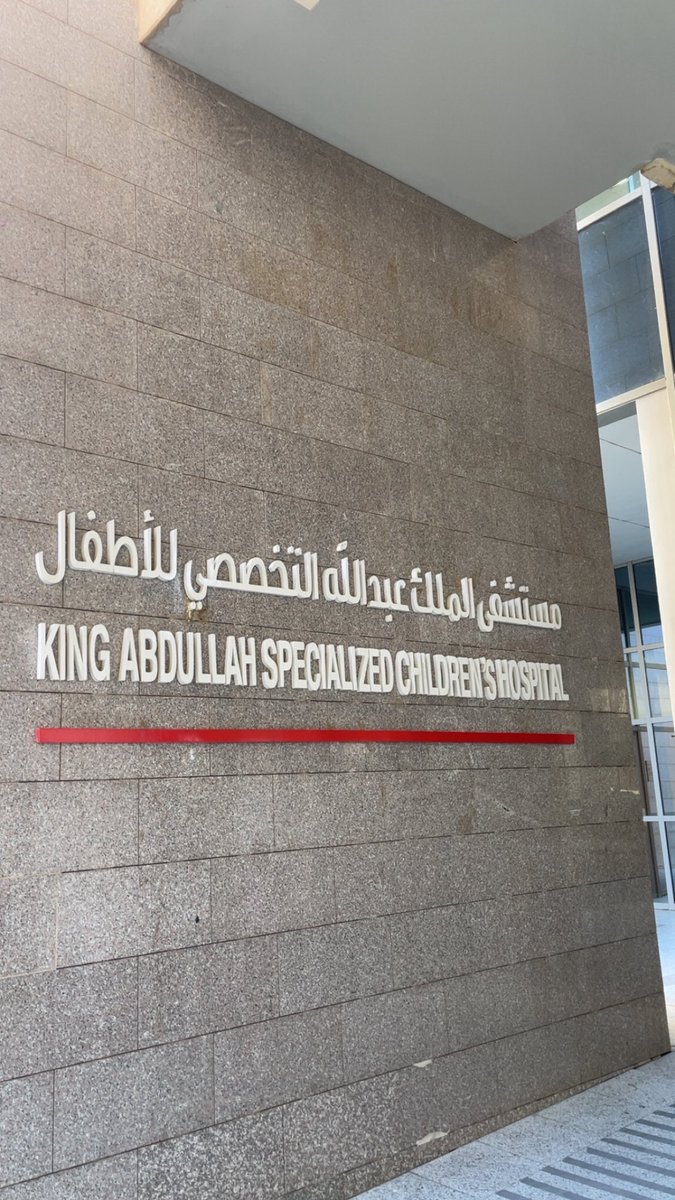 مستشفى الملك عبدالله التخصصي للأطفال
KING ABDULLAH SPECIALIZED CHILDREN'S HOSPITAL